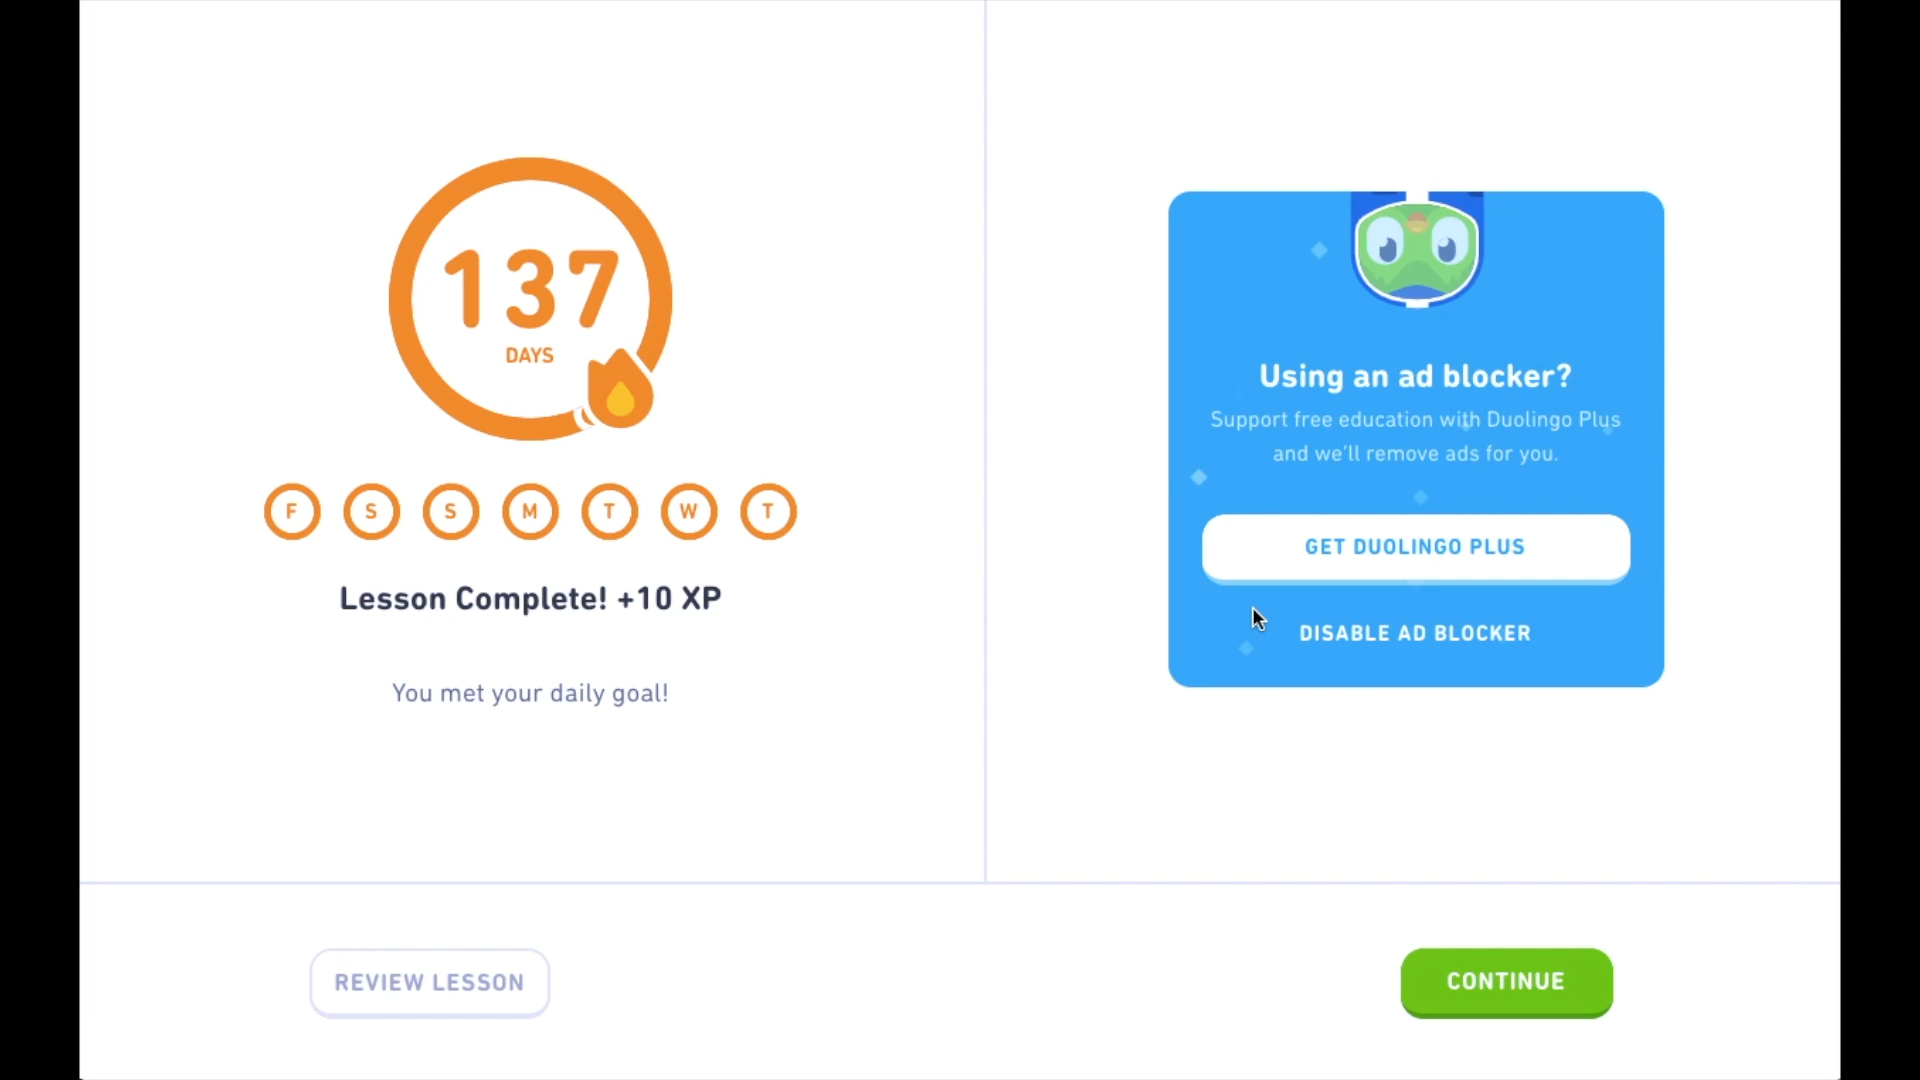 137
DAYS
F S S M T W T
Lesson Complete! +10 XP
You met your daily goal!
Using an ad blocker?
Support free education with Duolingo Plus
and we'll remove ads for you.
GET DUOLINGO PLUS
DISABLE AD BLOCKER
REVIEW LESSON
CONTINUE